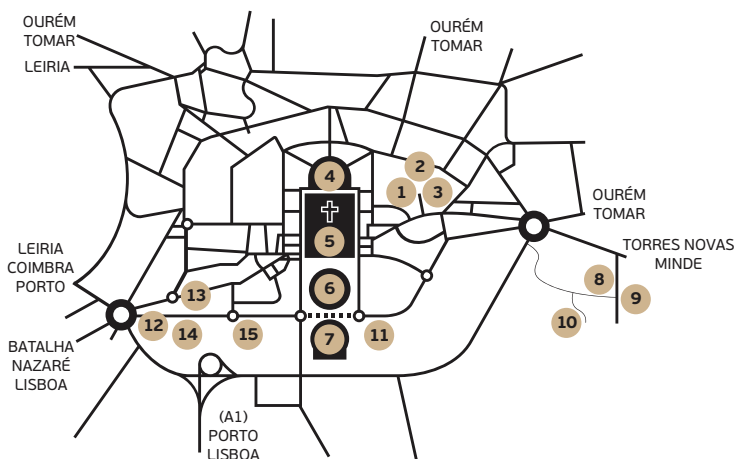 OURÉM
TOMAR
LEIRIA
OURÉM
TOMAR
2
4
1
3
5
OURÉM
TOMAR
TORRES NOVAS
MINDE
LEIRIA
COIMBRA
PORTO
8
6
13
9
10
12
14
15
7
11
BATALHA
NAZARÉ
LISBOA
(A1)
PORTO
LISBOA